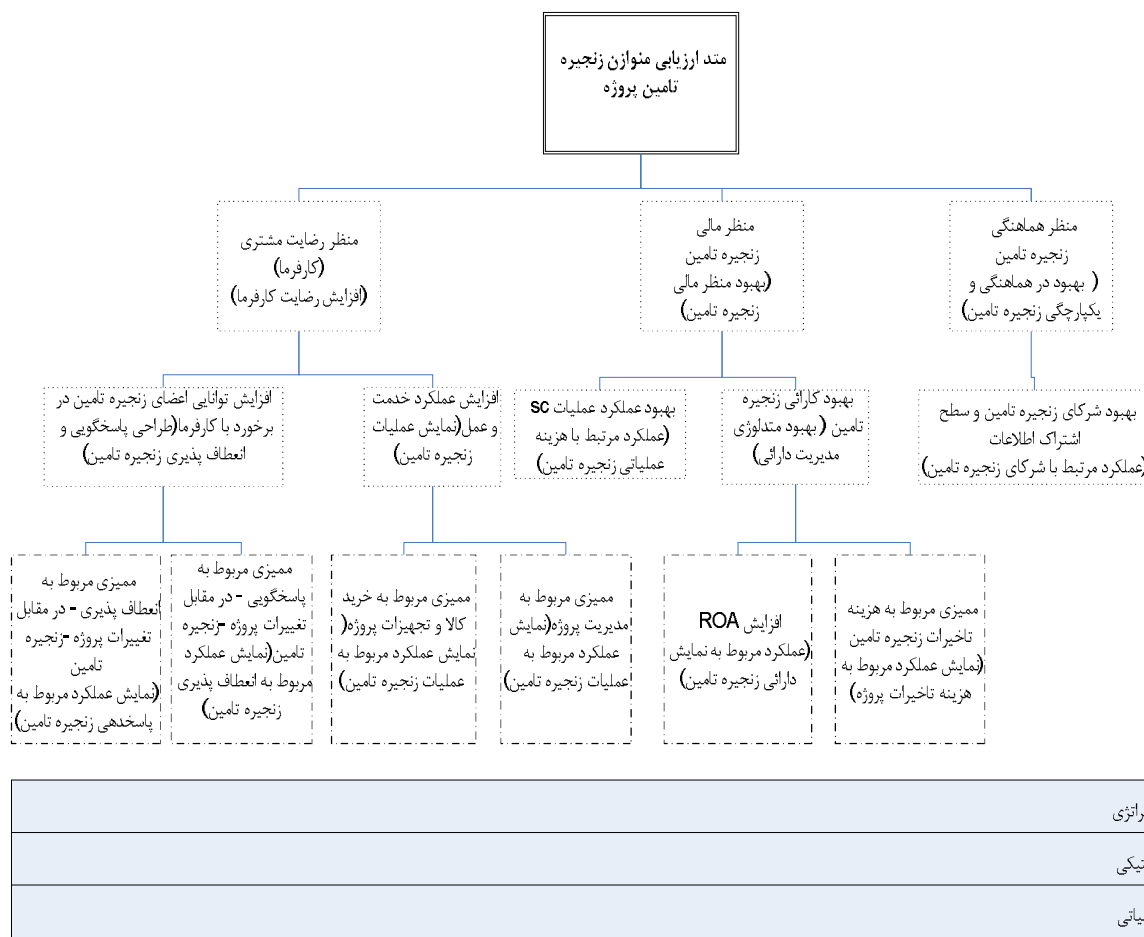 متد ارزیابی متوازن زنجیره
تامین پروژه
منظر هماهنگی
زنجیره تامین
( بهبود در هماهنگی و
یکپارچگی زنجیره تامین)
منظر مالی
زنجیره تامین
(بهبود منظر مالی
زنجیره تامین)
منظر رضایت مشتری
(کارفرما)
(افزایش رضایت کارفرما)
بهبود شرکای زنجیره تامین و سطح
اشتراک اطلاعات
(عملکرد مرتبط با شرکای زنجیره تامین)
بهبود کارائی زنجیره
تامین ( بهبود متدلوژی
مدیریت دارائی)
بهبود عملکرد عملیات sc
(عملکرد مرتبط با هزینه
عملیاتی زنجیره تامین)
افزایش عملکرد خدمت
و عمل(نمایش عملیات
زنجیره تامین)
افزایش توانایی اعضای زنجیره تامین در
برخورد با کارفرما(طراحی پاسخگویی و
انعطاف پذیری زنجیره تامین)
ممیزی مربوط به هزینه
تاخیرات زنجیره تامین
(نمایش عملکرد مربوط به
هزینه تاخیرات پروژه)
افزایش ROA
(عملکرد مربوط به نمایش
دارائی زنجیره تامین)
ممیزی مربوط به
مدیریت پروژه(نمایش
عملکرد مربوط به
عملیات زنجیره تامین)
ممیزی مربوط به خرید
کالا و تجهیزات پروژه(
نمایش عملکرد مربوط به
عملیات زنجیره تامین)
ممیزی مربوط به
پاسخگویی - در مقابل
تغییرات پروژه -زنجیره
تامین(نمایش عملکرد
مربوط به انعطاف پذیری
زنجیره تامین)
ممیزی مربوط به
انعطاف پذیری - در مقابل
تغییرات پروژه -زنجیره
تامین
(نمایش عملکرد مربوط به
پاسخدهی زنجیره تامین)